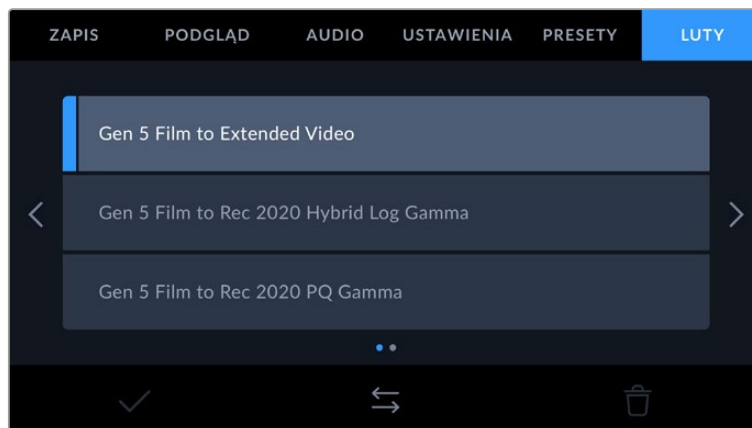 ZAPIS PODGLĄD AUDIO USTAWIENIA PRESETY LUTY
Gen 5 Film to Extended Video
Gen 5 Film to Rec 2020 Hybrid Log Gamma
Gen 5 Film to Rec 2020 PQ Gamma